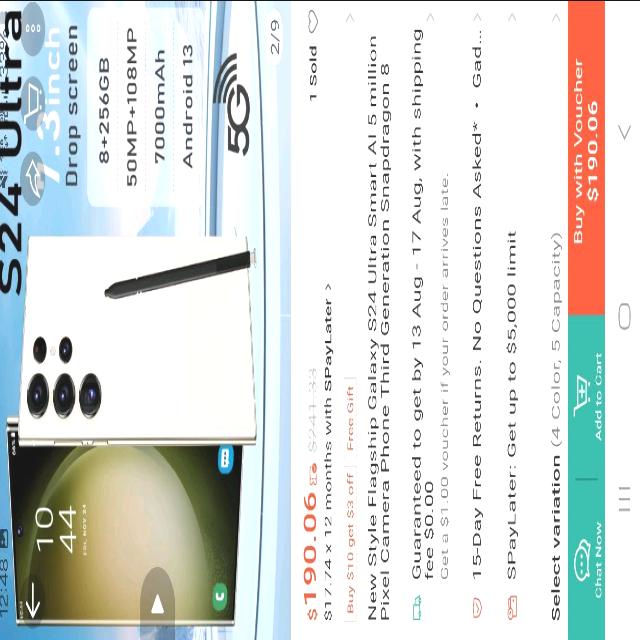 12:48
S24 Ultra
7.3inch
Drop screen
8+256GB
50MP+108MP
7000mAh
Android 13
5G
2/9
10
44
FRI, NOV 24
$190.06
$241.33
1 Sold
$17.74 x 12 months with SPayLater >
Buy $10 get $3 off
Free Gift
New Style Flagship Galaxy S24 Ultra Smart AI 5 million
Pixel Camera Phone Third Generation Snapdragon 8
Guaranteed to get by 13 Aug - 17 Aug, with shipping
fee $0.00
Get a $1.00 voucher if your order arrives late.
15-Day Free Returns. No Questions Asked* • Gad...
SPayLater: Get up to $5,000 limit
Select variation (4 Color, 5 Capacity)
Chat Now
Add to Cart
Buy with Voucher
$190.06